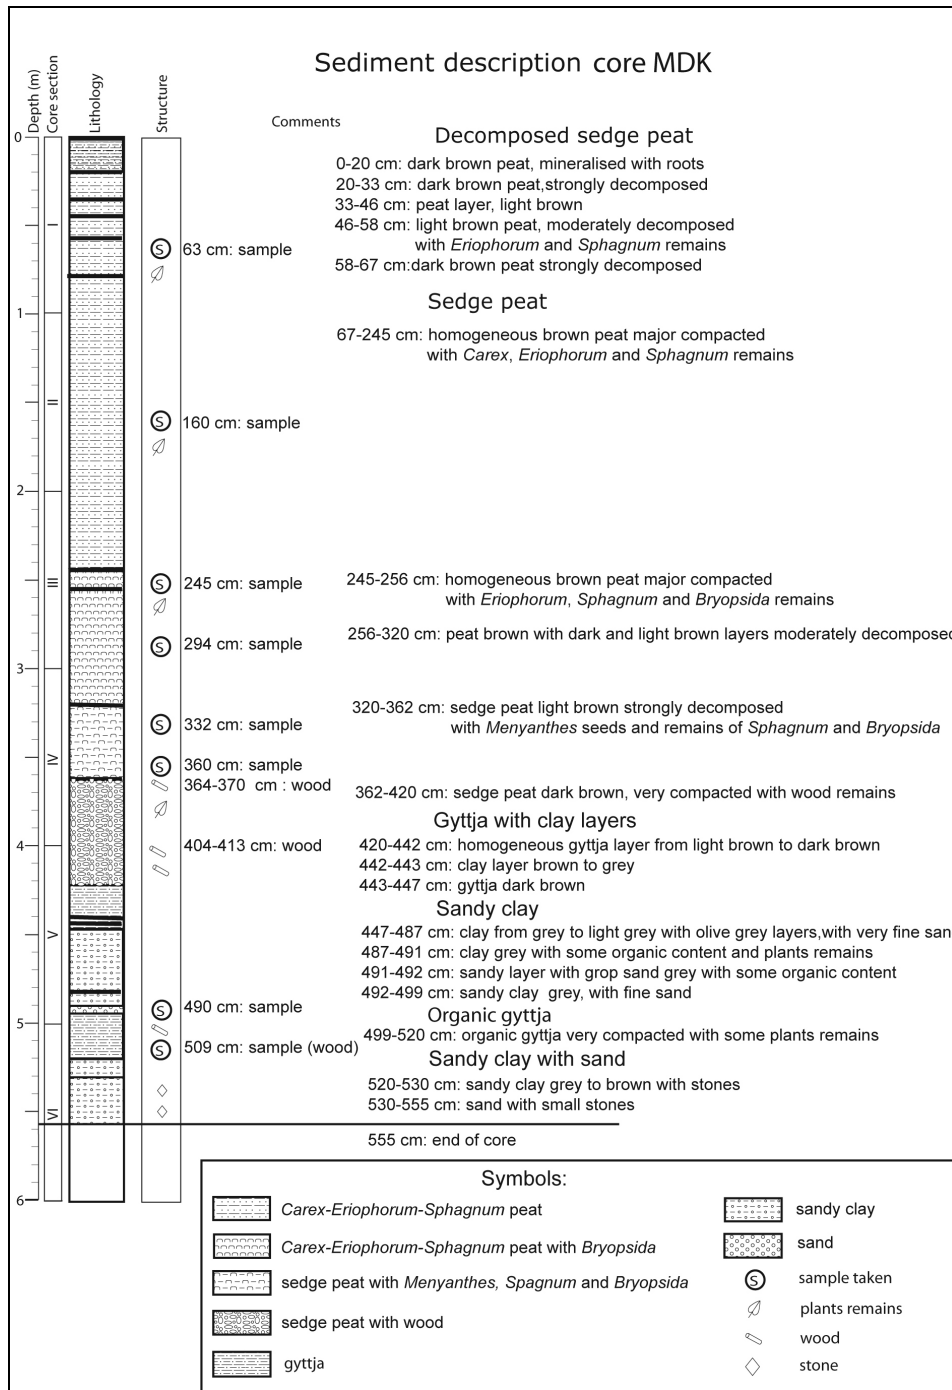 Sediment description core MDK
Depth (m)
Core section
Lithology
Structure
Comments
0
1
2
3
4
5
6
I
II
III
IV
V
VI
Decomposed sedge peat
0-20 cm: dark brown peat, mineralised with roots
20-33 cm: dark brown peat,strongly decomposed
33-46 cm: peat layer, light brown
46-58 cm: light brown peat, moderately decomposed
with Eriophorum and Sphagnum remains
58-67 cm:dark brown peat strongly decomposed
S 63 cm: sample
Sedge peat
67-245 cm: homogeneous brown peat major compacted
with Carex, Eriophorum and Sphagnum remains
S 160 cm: sample
S 245 cm: sample
245-256 cm: homogeneous brown peat major compacted
with Eriophorum, Sphagnum and Bryopsida remains
S 294 cm: sample
256-320 cm: peat brown with dark and light brown layers moderately decomposed
S 332 cm: sample
320-362 cm: sedge peat light brown strongly decomposed
with Menyanthes seeds and remains of Sphagnum and Bryopsida
S 360 cm: sample
364-370 cm : wood
362-420 cm: sedge peat dark brown, very compacted with wood remains
Gyttja with clay layers
404-413 cm: wood
420-442 cm: homogeneous gyttja layer from light brown to dark brown
442-443 cm: clay layer brown to grey
443-447 cm: gyttja dark brown
Sandy clay
447-487 cm: clay from grey to light grey with olive grey layers,with very fine san
487-491 cm: clay grey with some organic content and plants remains
491-492 cm: sandy layer with grop sand grey with some organic content
492-499 cm: sandy clay grey, with fine sand
S 490 cm: sample
Organic gyttja
499-520 cm: organic gyttja very compacted with some plants remains
S 509 cm: sample (wood)
Sandy clay with sand
520-530 cm: sandy clay grey to brown with stones
530-555 cm: sand with small stones
555 cm: end of core
Symbols:
Carex-Eriophorum-Sphagnum peat
Carex-Eriophorum-Sphagnum peat with Bryopsida
sedge peat with Menyanthes, Spagnum and Bryopsida
sedge peat with wood
gyttja
sandy clay
sand
S sample taken
plants remains
wood
stone